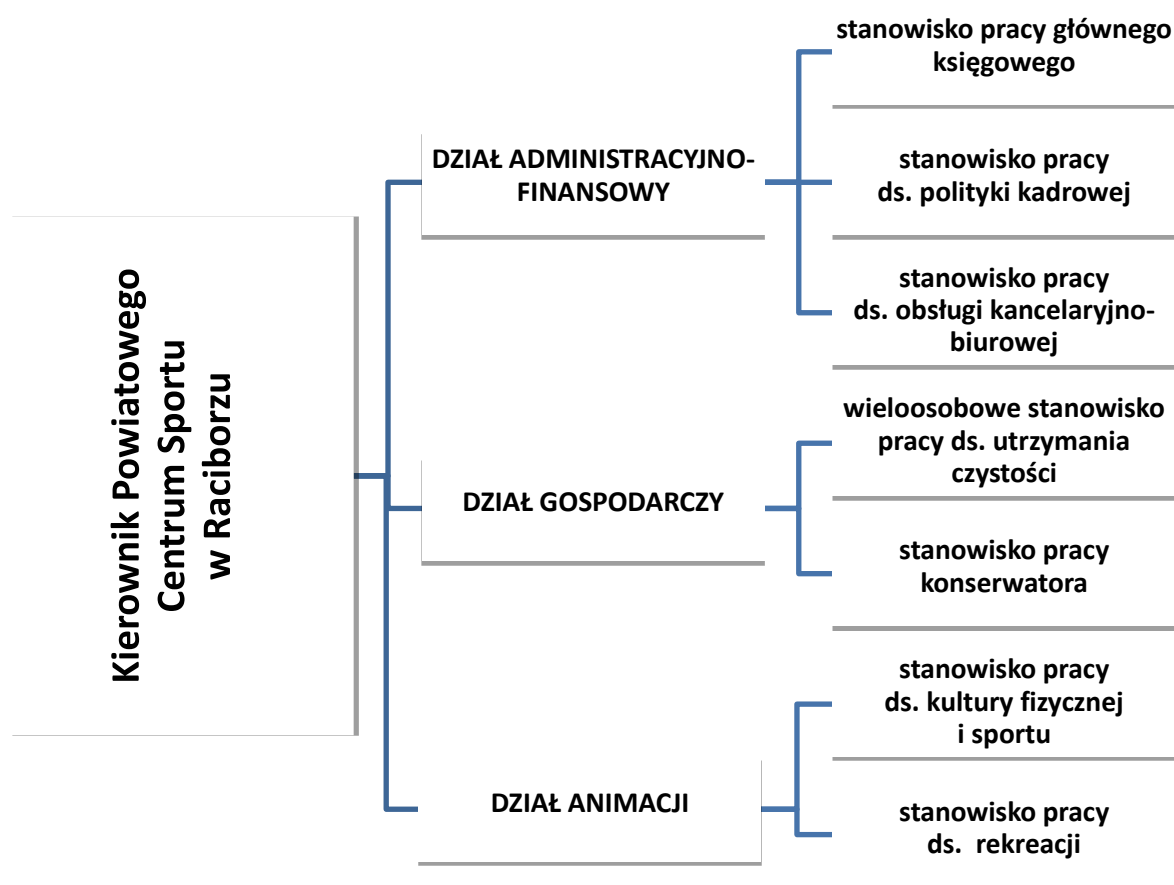 Kierownik Powiatowego
Centrum Sportu
w Raciborzu
DZIAŁ ADMINISTRACYJNO-
FINANSOWY
stanowisko pracy głównego
księgowego
stanowisko pracy
ds. polityki kadrowej
stanowisko pracy
ds. obsługi kancelaryjno-
biurowej
DZIAŁ GOSPODARCZY
wieloosobowe stanowisko
pracy ds. utrzymania
czystości
stanowisko pracy
konserwatora
DZIAŁ ANIMACJI
stanowisko pracy
ds. kultury fizycznej
i sportu
stanowisko pracy
ds. rekreacji